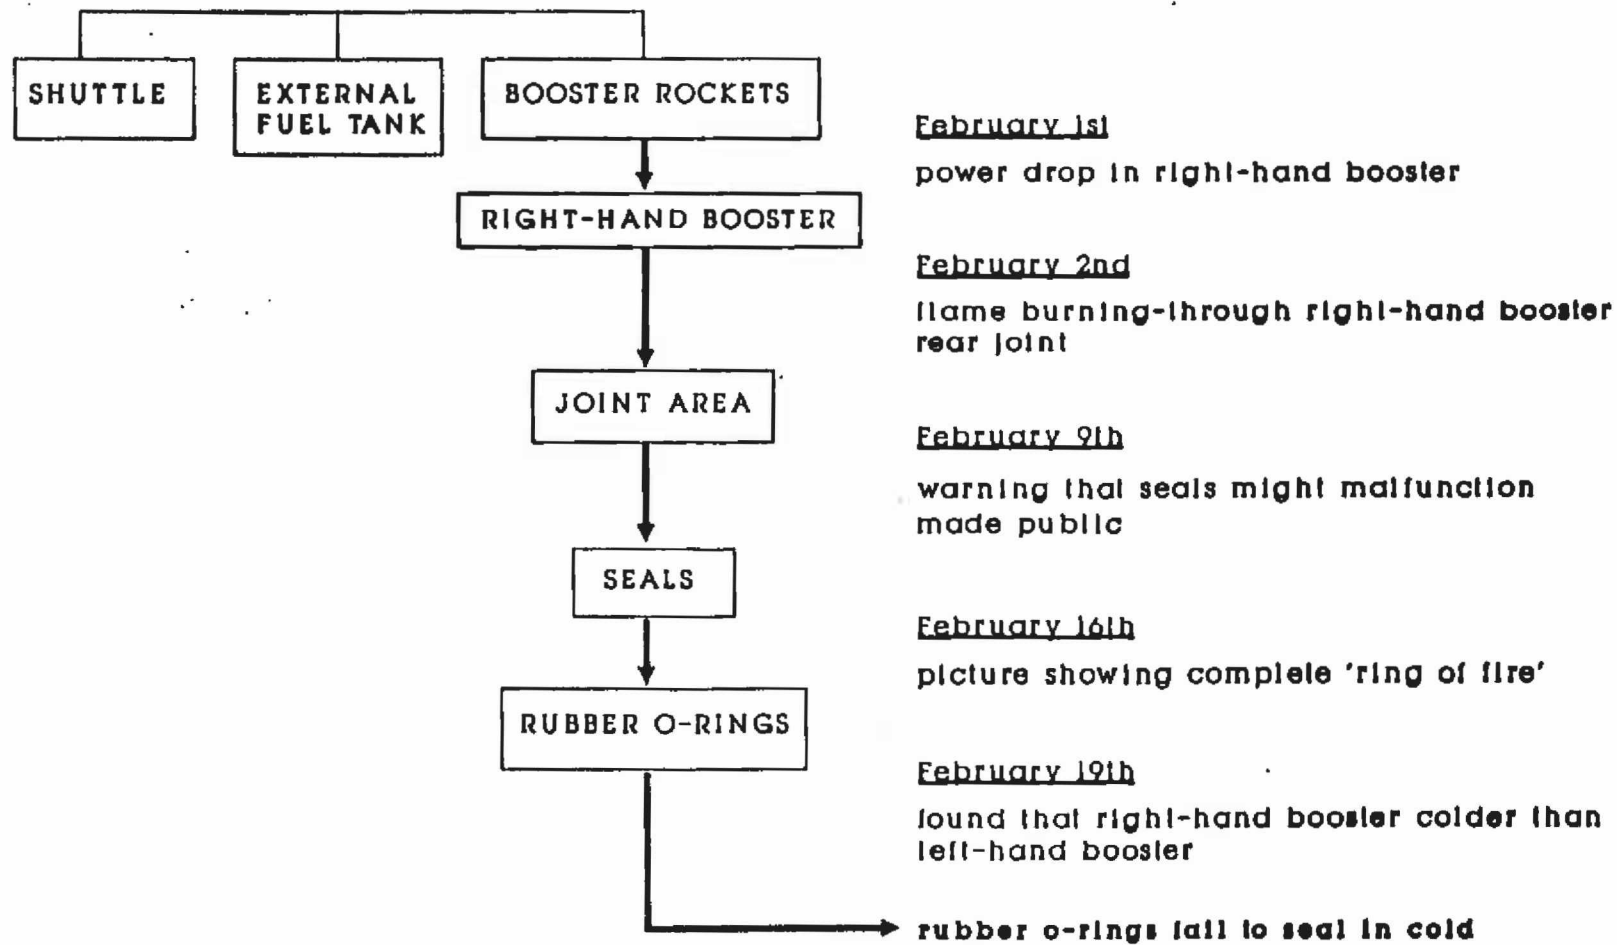 SHUTTLE
EXTERNAL
FUEL TANK
BOOSTER ROCKETS
RIGHT-HAND BOOSTER
JOINT AREA
SEALS
RUBBER O-RINGS
February 1st
power drop in right-hand booster
February 2nd
flame burning-through right-hand booster
rear joint
February 9th
warning that seals might malfunction
made public
February 16th
picture showing complete 'ring of fire'
February 19th
found that right-hand booster colder than
left-hand booster
rubber o-rings fail to seal in cold